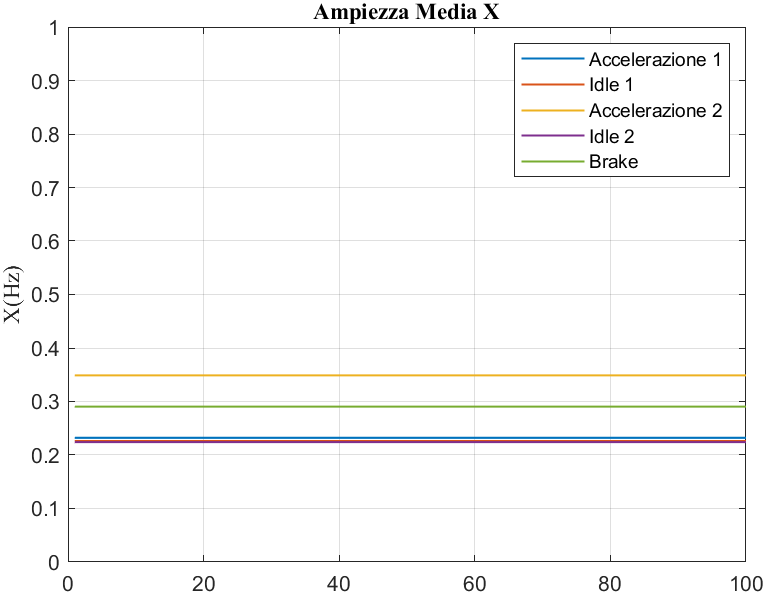 Ampiezza Media X
1
0.9
0.8
0.7
0.6
0.5
0.4
0.3
0.2
0.1
0
X(Hz)
Accelerazione 1
Idle 1
Accelerazione 2
Idle 2
Brake
0 20 40 60 80 100